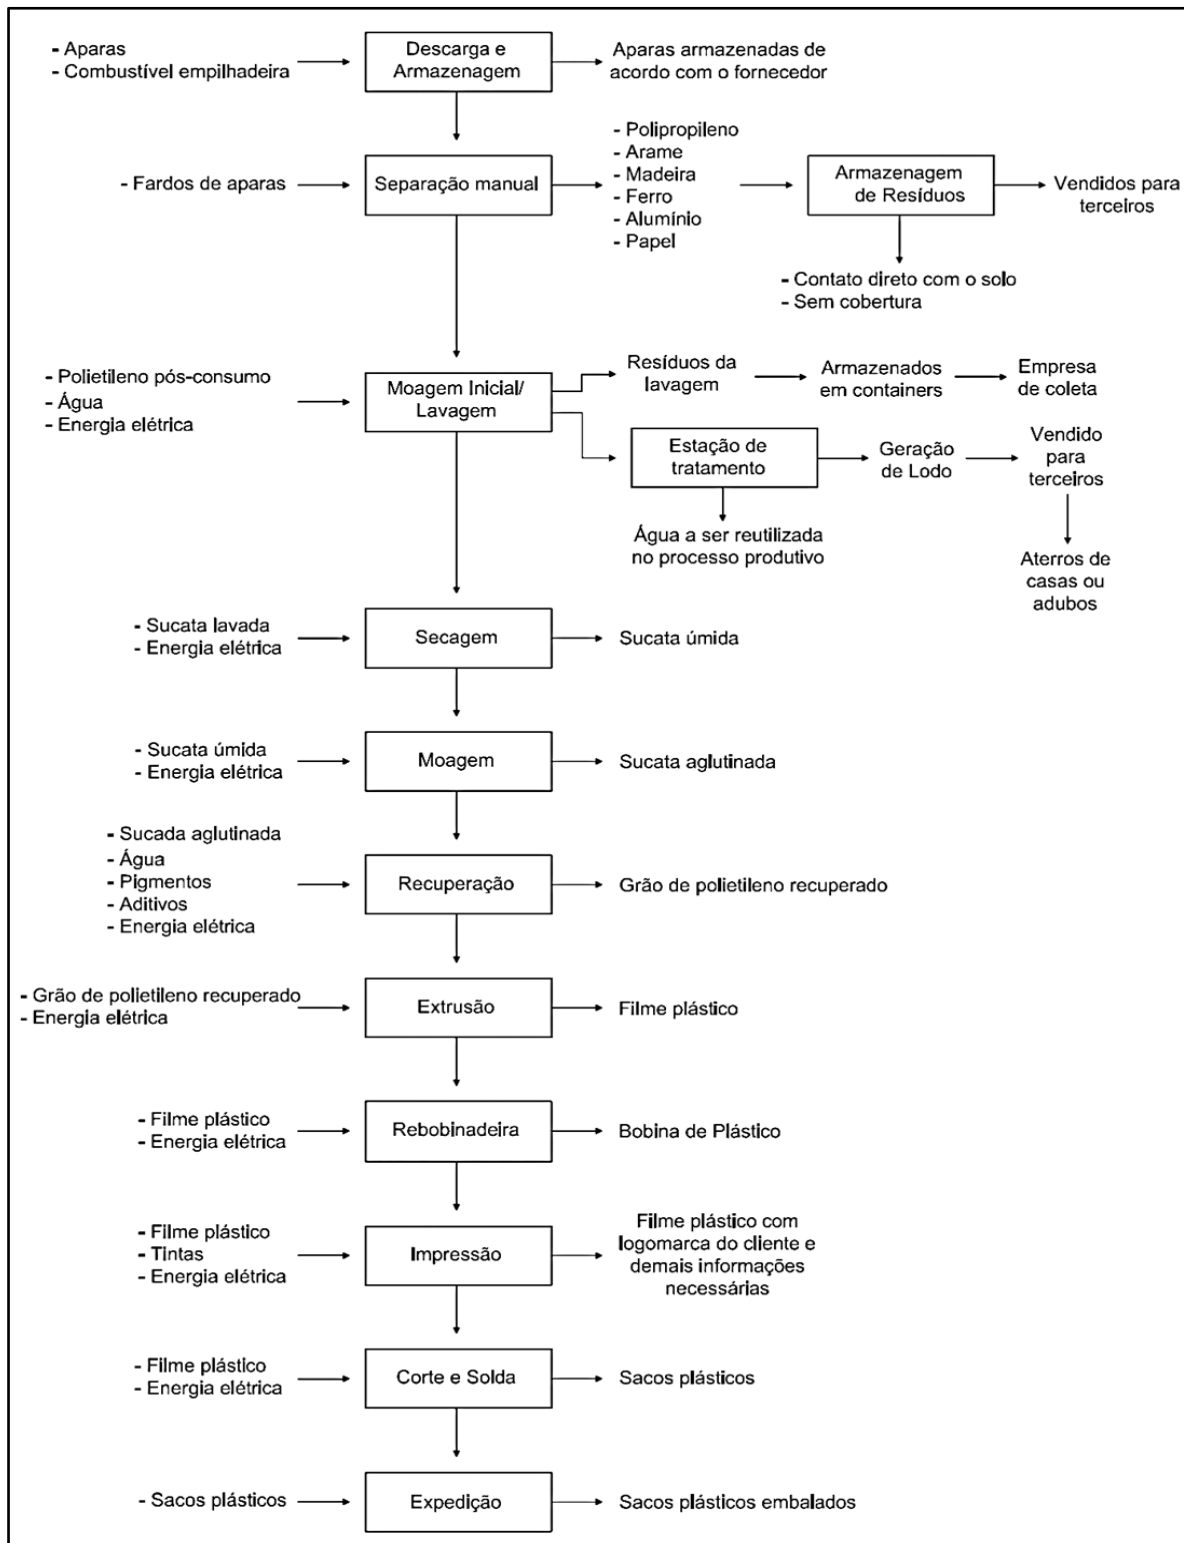 - Aparas
- Combustível empilhadeira
Descarga e
Armazenagem
Aparas armazenadas de
acordo com o fornecedor
- Fardos de aparas
Separação manual
- Polipropileno
- Arame
- Madeira
- Ferro
- Alumínio
- Papel
Armazenagem
de Resíduos
Vendidos para
terceiros
- Contato direto com o solo
- Sem cobertura
- Polietileno pós-consumo
- Água
- Energia elétrica
Moagem Inicial/
Lavagem
Resíduos da
lavagem
Armazenados
em containers
Empresa
de coleta
Estação de
tratamento
Geração
de Lodo
Vendido
para
terceiros
Água a ser reutilizada
no processo produtivo
Aterros de
casas ou
adubos
- Sucata lavada
- Energia elétrica
Secagem
Sucata úmida
- Sucata úmida
- Energia elétrica
Moagem
Sucata aglutinada
- Sucada aglutinada
- Água
- Pigmentos
- Aditivos
- Energia elétrica
Recuperação
Grão de polietileno recuperado
- Grão de polietileno recuperado
- Energia elétrica
Extrusão
Filme plástico
- Filme plástico
- Energia elétrica
Rebobinadeira
Bobina de Plástico
- Filme plástico
- Tintas
- Energia elétrica
Impressão
Filme plástico com
logomarca do cliente e
demais informações
necessárias
- Filme plástico
- Energia elétrica
Corte e Solda
Sacos plásticos
- Sacos plásticos
Expedição
Sacos plásticos embalados